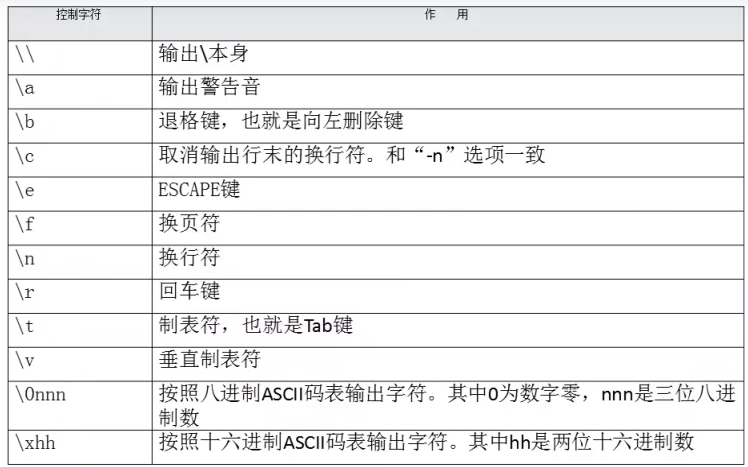 控制字符 作 用
\\ 输出\本身
\a 输出警告音
\b 退格键，也就是向左删除键
\c 取消输出行末的换行符。和“-n”选项一致
\e ESCAPE键
\f 换页符
\n 换行符
\r 回车键
\t 制表符，也就是Tab键
\v 垂直制表符
\0nnn 按照八进制ASCII码表输出字符。其中0为数字零，nnn是三位八进
制数
\xhh 按照十六进制ASCII码表输出字符。其中hh是两位十六进制数